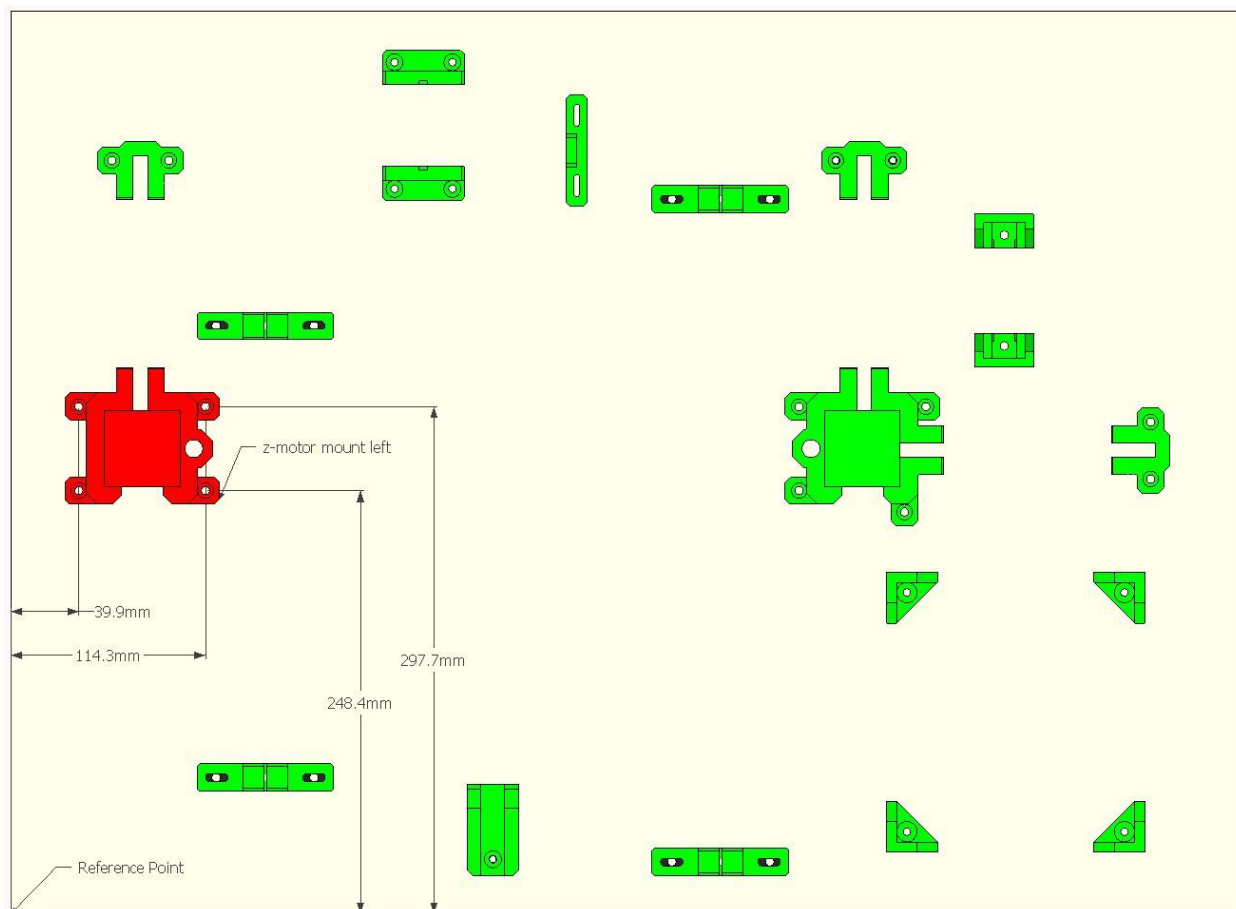 z-motor mount left
39.9mm
114.3mm
297.7mm
248.4mm
Reference Point